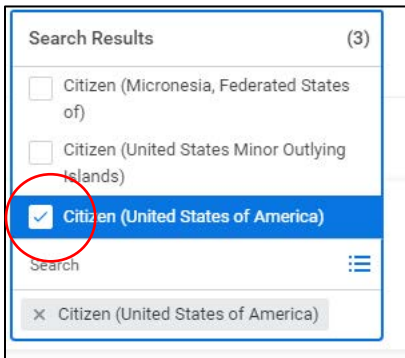 Search Results (3)
Citizen (Micronesia, Federated States
of)
Citizen (United States Minor Outlying
Islands)
Citizen (United States of America)
Search
× Citizen (United States of America)